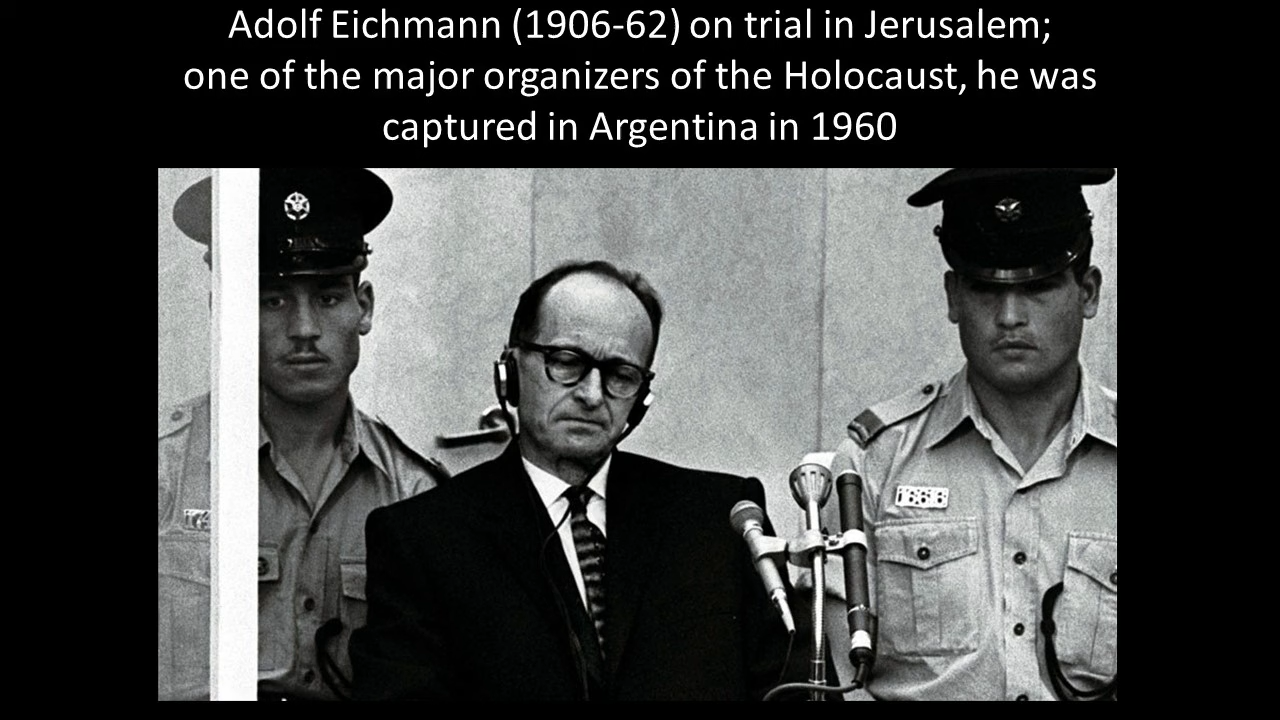 Adolf Eichmann (1906-62) on trial in Jerusalem;
one of the major organizers of the Holocaust, he was
captured in Argentina in 1960
1668